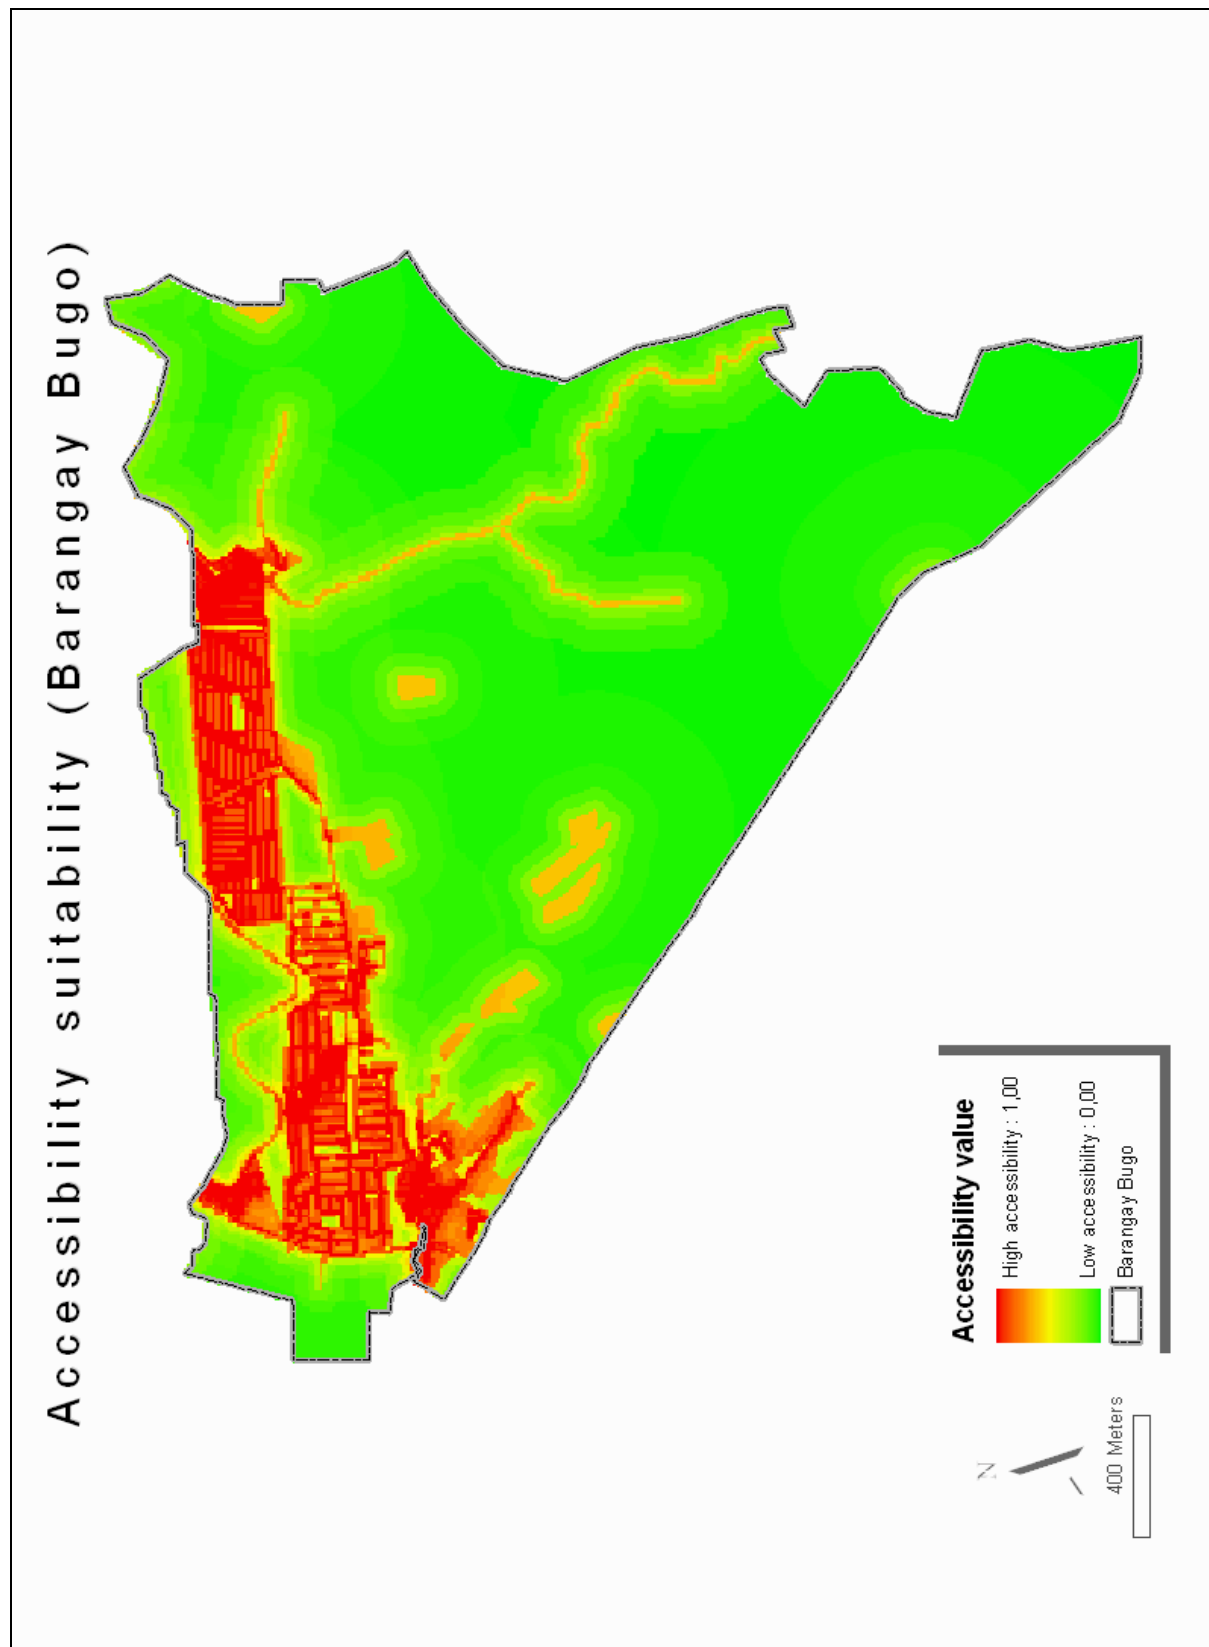 Accessibility suitability (Barangay Bugo)
Accessibility value
High accessibility : 1,00
Low accessibility : 0,00
Barangay Bugo
N
400 Meters